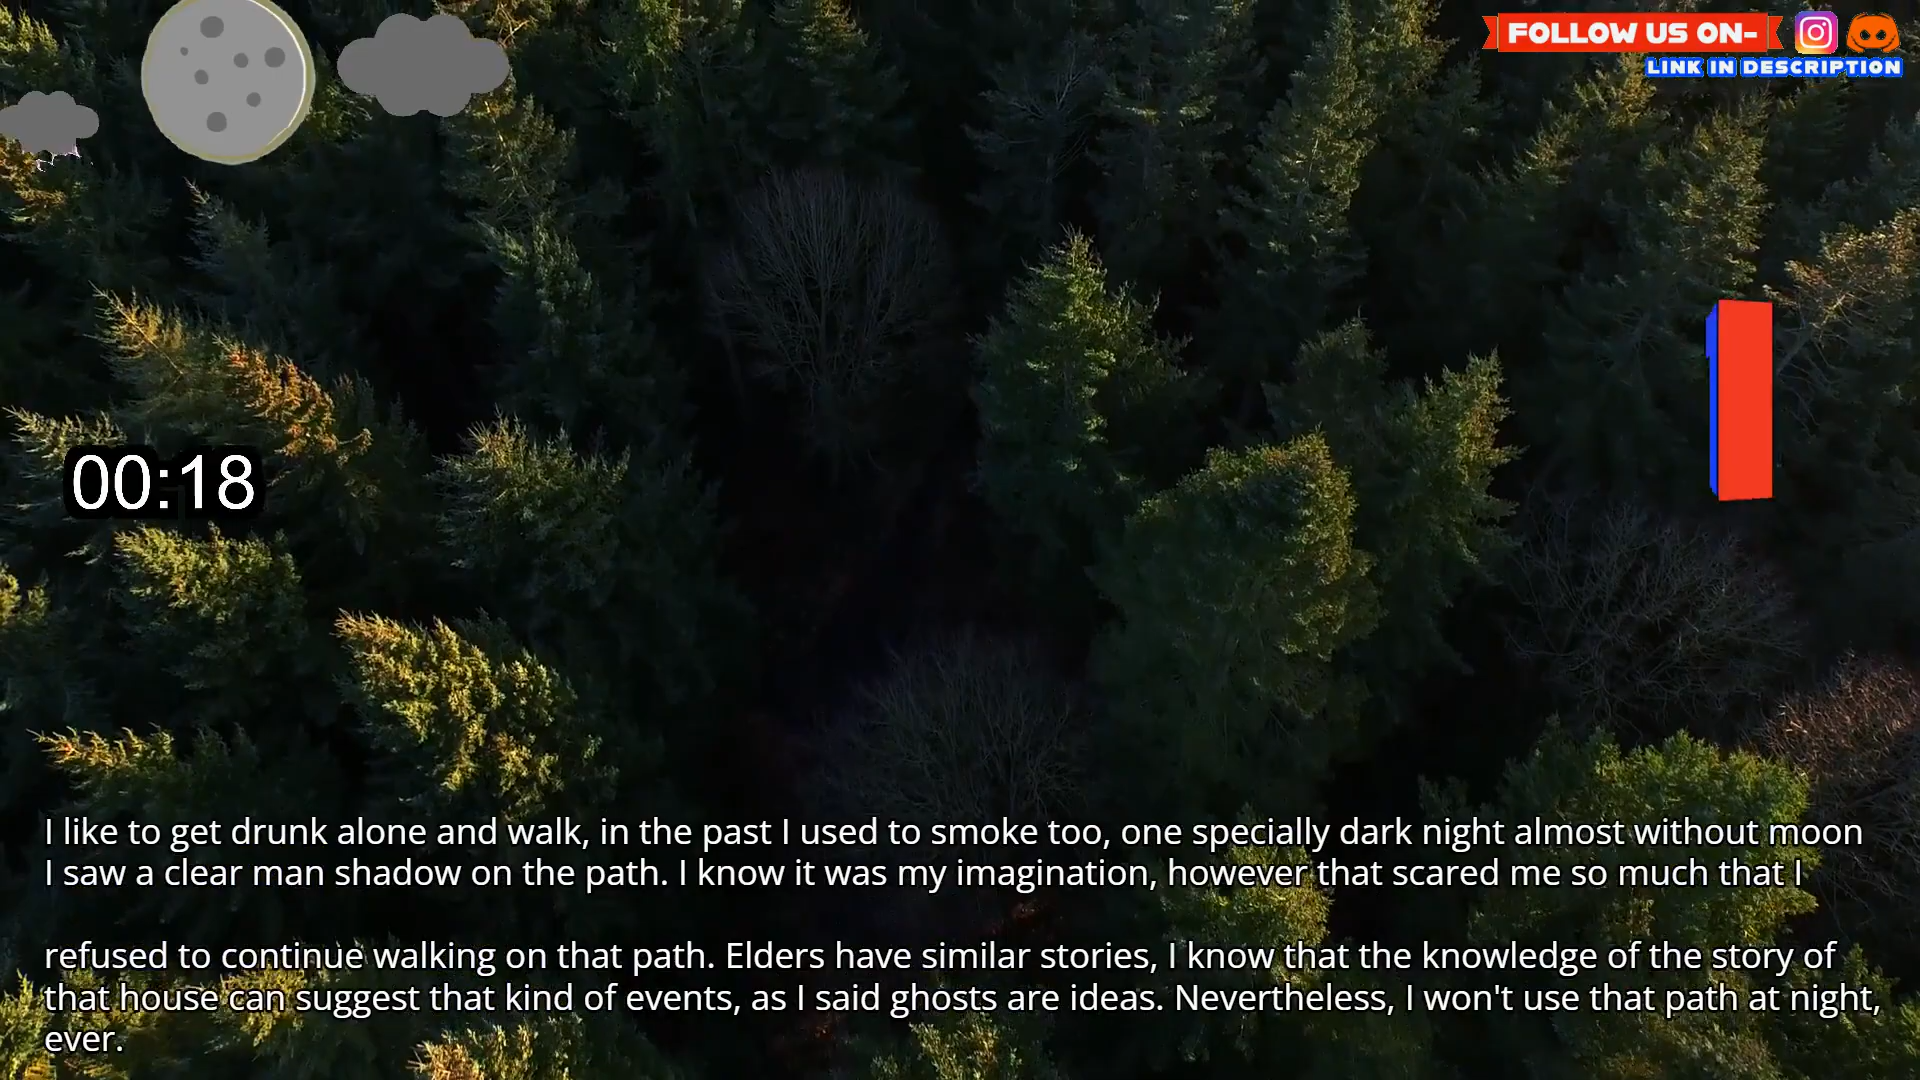 FOLLOW US ON-
LINK IN DESCRIPTION
00:18
I like to get drunk alone and walk, in the past I used to smoke too, one specially dark night almost without moon
I saw a clear man shadow on the path. I know it was my imagination, however that scared me so much that I
refused to continue walking on that path. Elders have similar stories, I know that the knowledge of the story of
that house can suggest that kind of events, as I said ghosts are ideas. Nevertheless, I won't use that path at night,
ever.